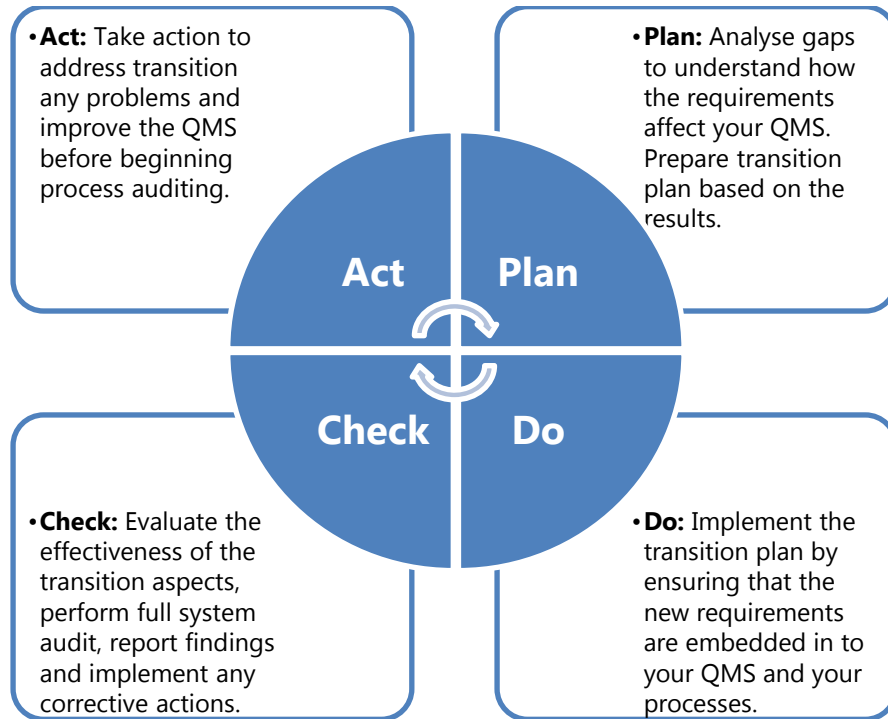 •Act: Take action to
address transition
any problems and
improve the QMS
before beginning
process auditing.
•Plan: Analyse gaps
to understand how
the requirements
affect your QMS.
Prepare transition
plan based on the
results.
Act
Plan
Check
Do
•Check: Evaluate the
effectiveness of the
transition aspects,
perform full system
audit, report findings
and implement any
corrective actions.
•Do: Implement the
transition plan by
ensuring that the
new requirements
are embedded in to
your QMS and your
processes.